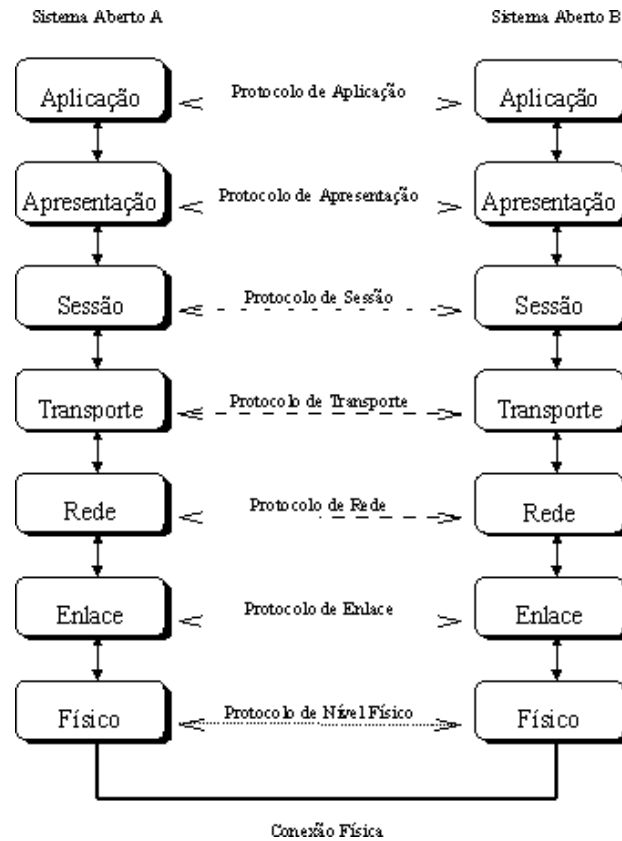 Sistema Aberto A Sistema Aberto B
Aplicação Protocolo de Aplicação Aplicação
Apresentação Protocolo de Apresentação Apresentação
Sessão Protocolo de Sessão Sessão
Transporte Protocolo de Transporte Transporte
Rede Protocolo de Rede Rede
Enlace Protocolo de Enlace Enlace
Físico Protocolo de Nível Físico Físico
Conexão Física